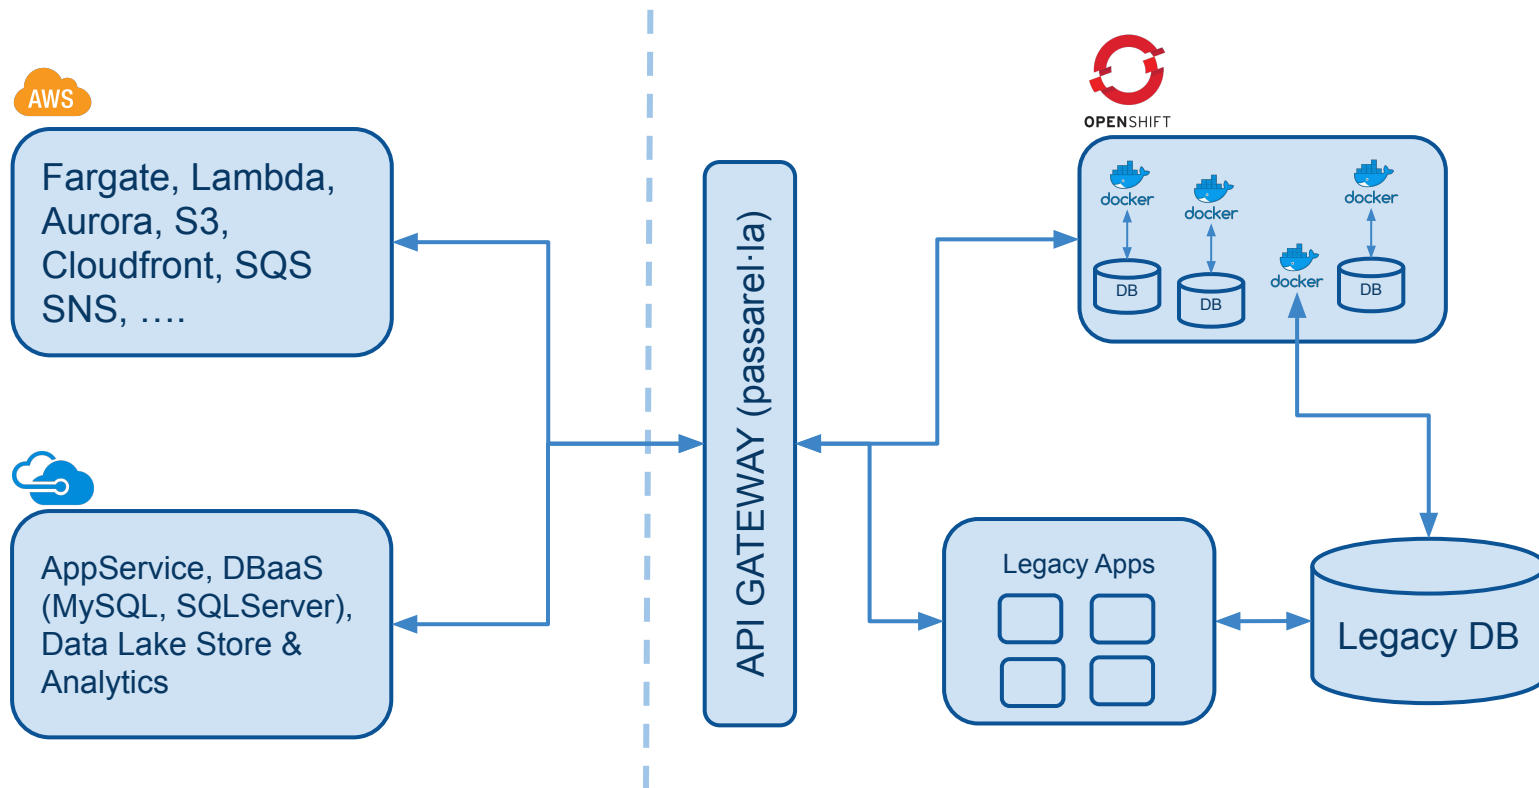 AWS
Fargate, Lambda,
Aurora, S3,
Cloudfront, SQS
SNS, ….
AppService, DBaaS
(MySQL, SQLServer),
Data Lake Store &
Analytics
API GATEWAY (passarel·la)
OPENSHIFT
docker
DB
docker
DB
docker
docker
DB
Legacy Apps
Legacy DB